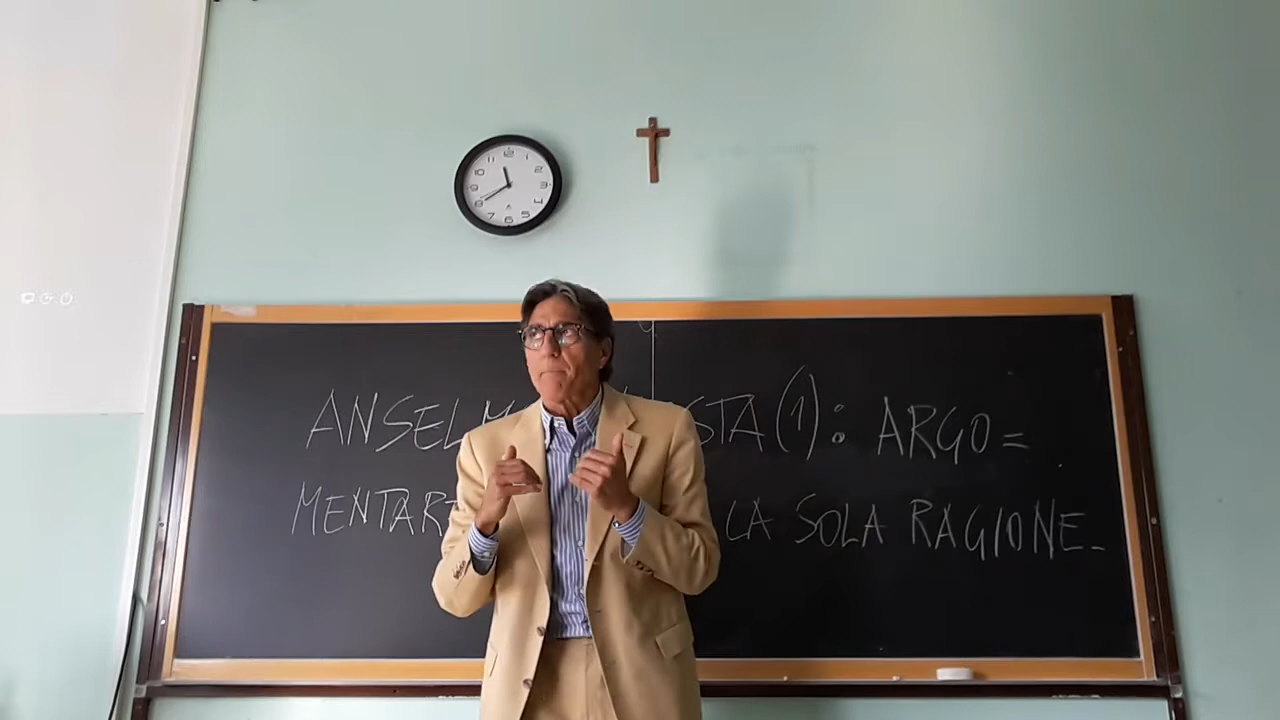 ANSELM STA (1): ARGO=
MENTAR LA SOLA RAGIONE.